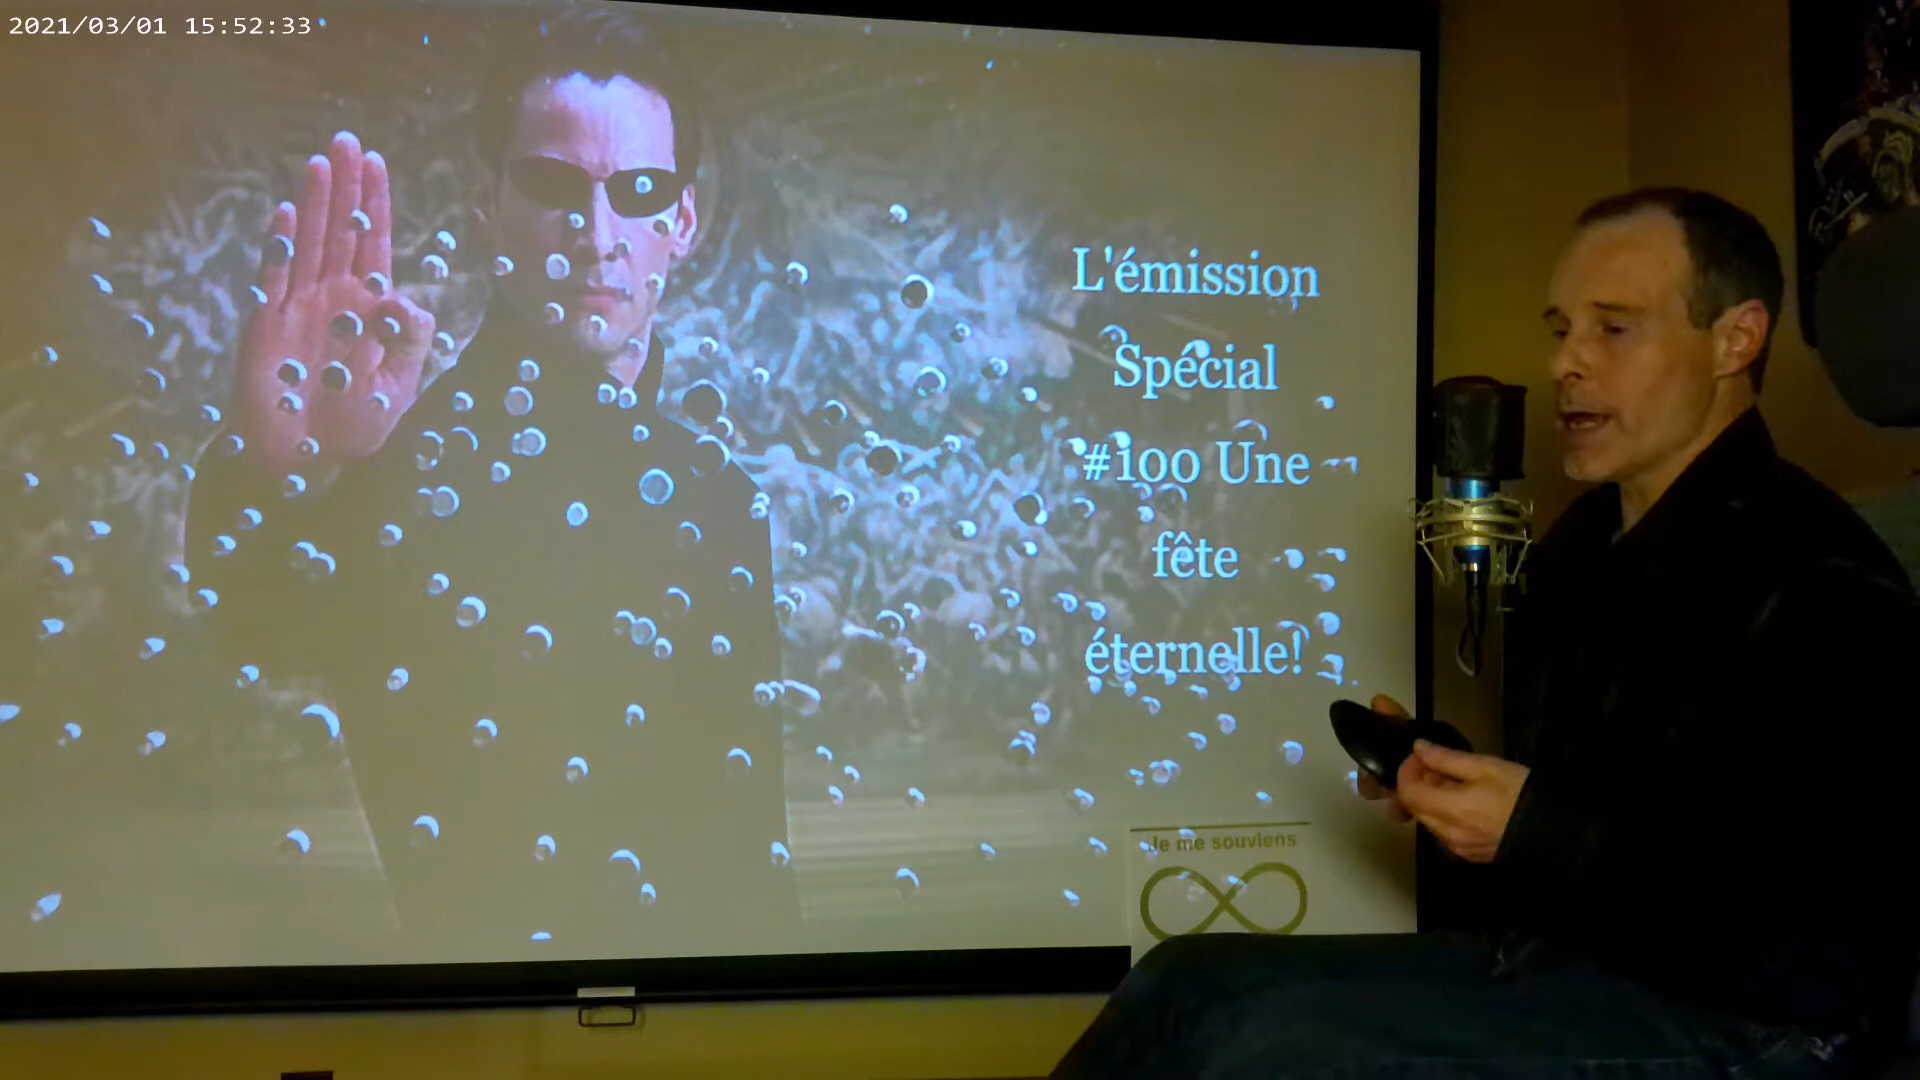 2021/03/01 15:52:33
L'émission
Spécial
#100 Une
fête
éternelle!
Je me souviens